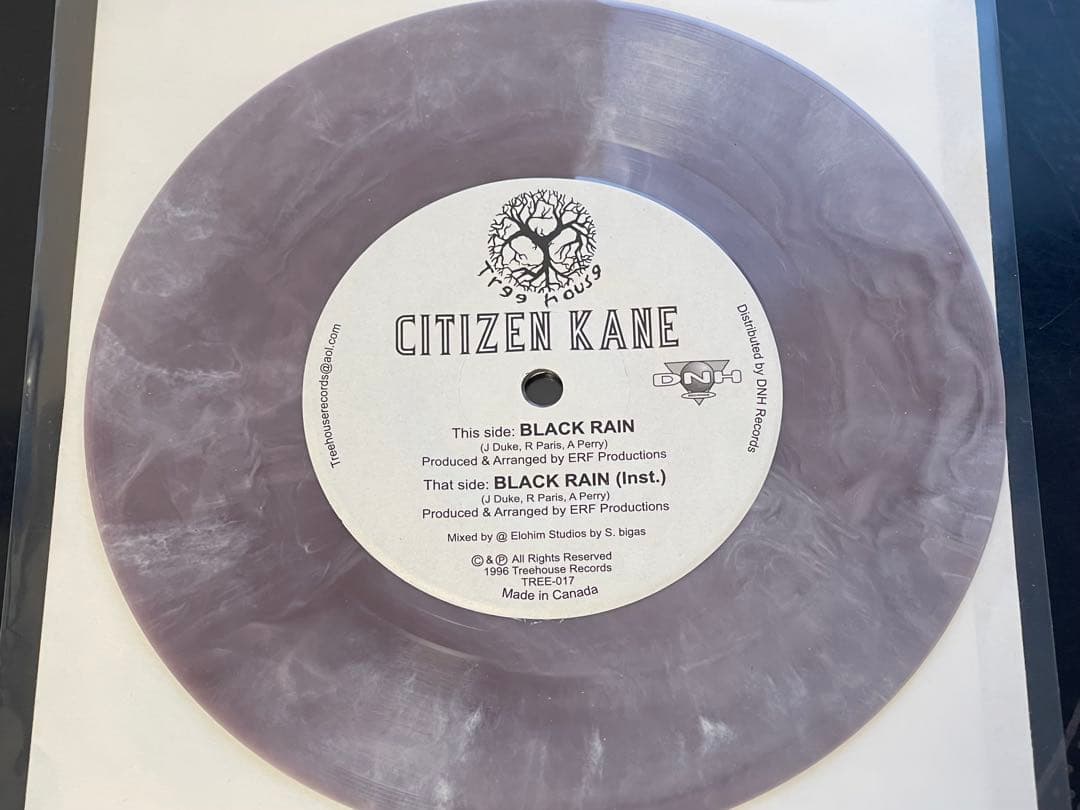 Tree house
CITIZEN KANE
Treehouserecords@aol.com
Distributed by DNH Records
DNH
This side: BLACK RAIN
(J Duke, R Paris, A Perry)
Produced & Arranged by ERF Productions
That side: BLACK RAIN (Inst.)
(J Duke, R Paris, A Perry)
Produced & Arranged by ERF Productions
Mixed by @ Elohim Studios by S. bigas
© & ℗ All Rights Reserved
1996 Treehouse Records
TREE-017
Made in Canada